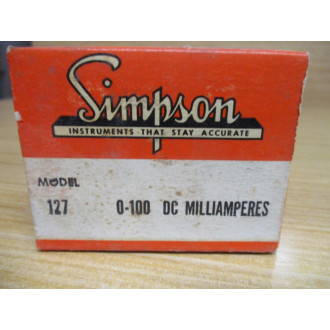 Simpson
INSTRUMENTS THAT STAY ACCURATE
MODEL
127 0-100 DC MILLIAMPERES